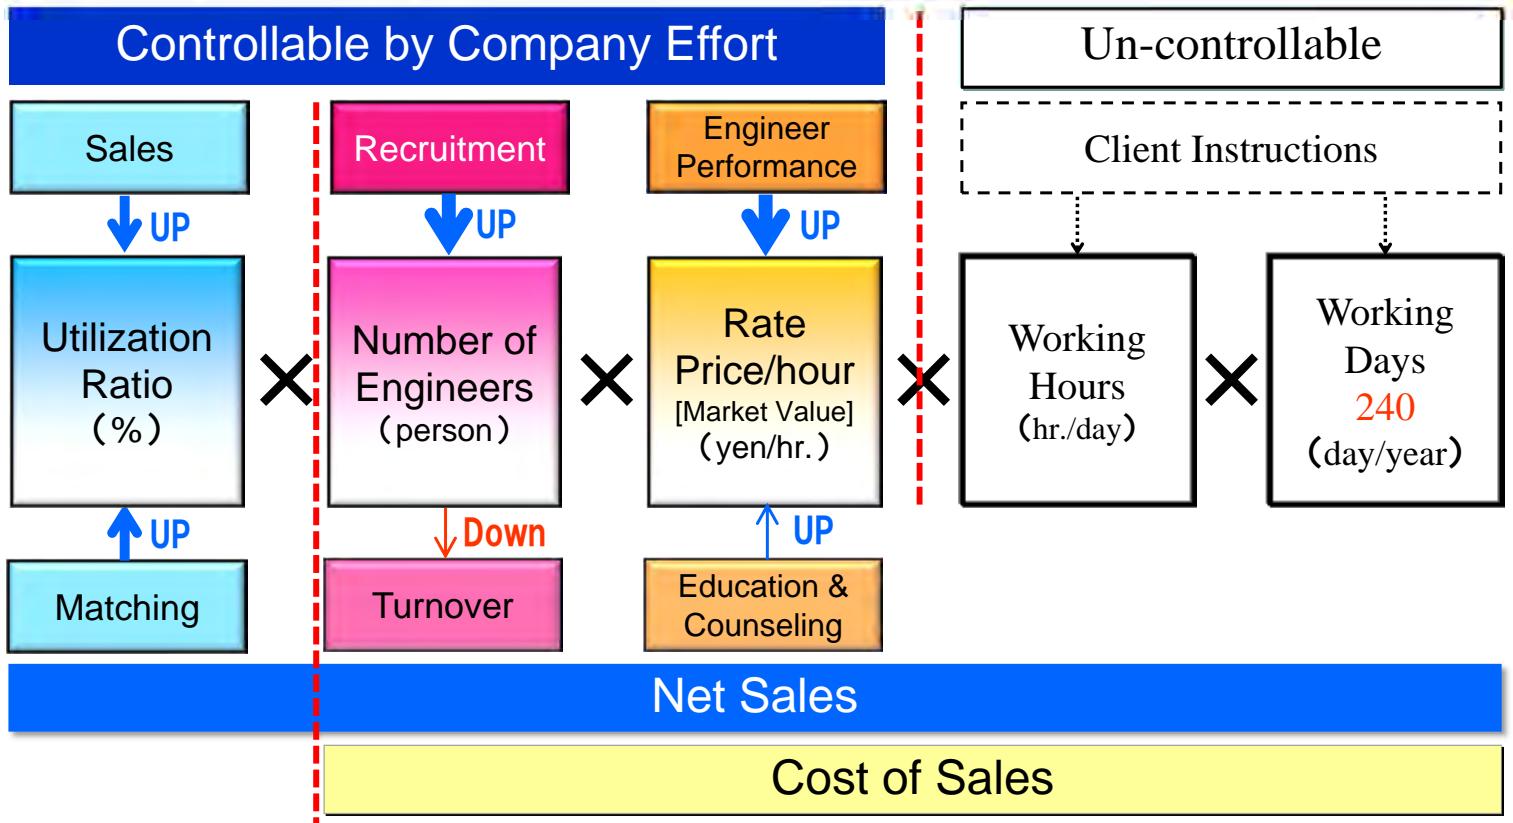 Controllable by Company Effort
Un-controllable
Sales
Recruitment
Engineer
Performance
Client Instructions
UP
UP
UP
Utilization
Ratio
(%)
×
Number of
Engineers
(person)
×
Rate
Price/hour
[Market Value]
(yen/hr.)
×
Working
Hours
(hr./day)
×
Working
Days
240
(day/year)
UP
Down
UP
Matching
Turnover
Education &
Counseling
Net Sales
Cost of Sales